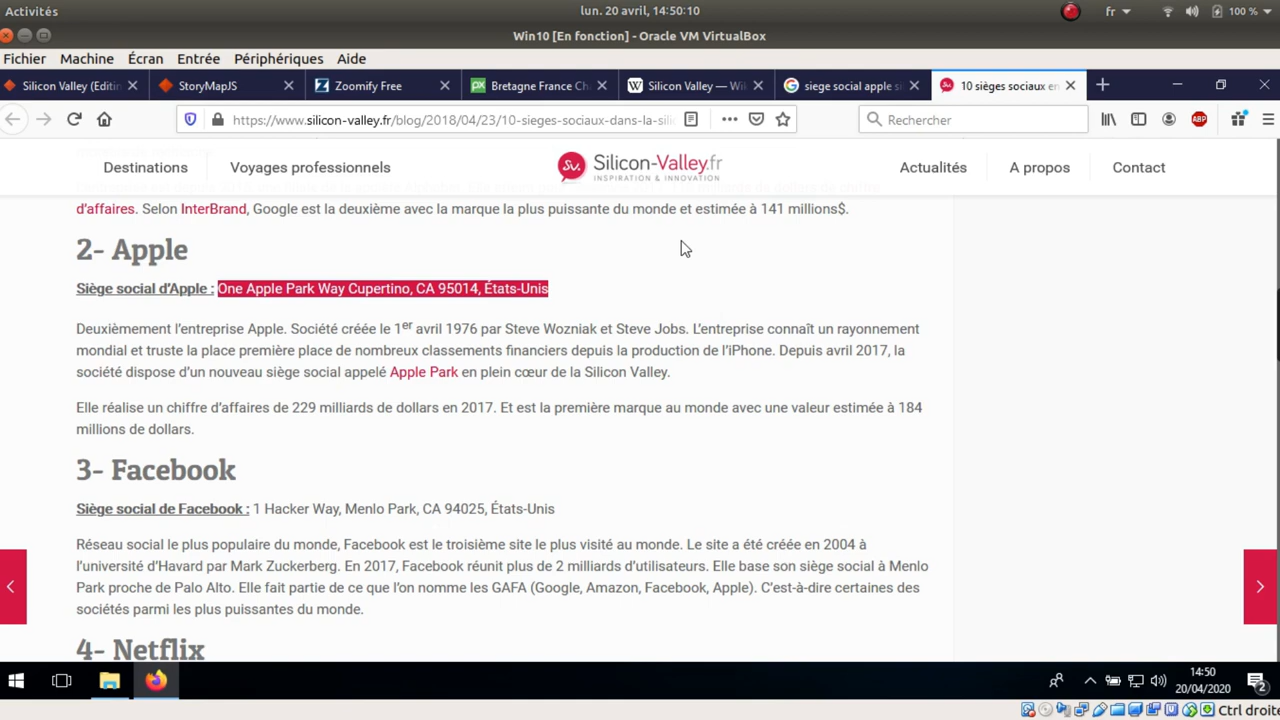 Activités
lun. 20 avril, 14:50:10
fr
100 %
Win10 [En fonction] - Oracle VM VirtualBox
Fichier Machine Écran Entrée Périphériques Aide
Silicon Valley (Editin
StoryMapJS
Zoomify Free
Bretagne France Ch
Silicon Valley — Wi
siege social apple si
10 sièges sociaux en
https://www.silicon-valley.fr/blog/2018/04/23/10-sieges-sociaux-dans-la-sili
Rechercher
ABP
Destinations
Voyages professionnels
sv.
Silicon-Valley.fr
INSPIRATION & INNOVATION
Actualités
A propos
Contact
d'affaires. Selon InterBrand, Google est la deuxième avec la marque la plus puissante du monde et estimée à 141 millions$.
2- Apple
Siège social d'Apple : One Apple Park Way Cupertino, CA 95014, États-Unis
Deuxièmement l'entreprise Apple. Société créée le 1er avril 1976 par Steve Wozniak et Steve Jobs. L'entreprise connaît un rayonnement
mondial et truste la place première place de nombreux classements financiers depuis la production de l'iPhone. Depuis avril 2017, la
société dispose d'un nouveau siège social appelé Apple Park en plein cœur de la Silicon Valley.
Elle réalise un chiffre d'affaires de 229 milliards de dollars en 2017. Et est la première marque au monde avec une valeur estimée à 184
millions de dollars.
3- Facebook
Siège social de Facebook : 1 Hacker Way, Menlo Park, CA 94025, États-Unis
Réseau social le plus populaire du monde, Facebook est le troisième site le plus visité au monde. Le site a été créée en 2004 à
l'université d'Havard par Mark Zuckerberg. En 2017, Facebook réunit plus de 2 milliards d'utilisateurs. Elle base son siège social à Menlo
Park proche de Palo Alto. Elle fait partie de ce que l'on nomme les GAFA (Google, Amazon, Facebook, Apple). C'est-à-dire certaines des
sociétés parmi les plus puissantes du monde.
4- Netflix
14:50
20/04/2020
2
Ctrl droite